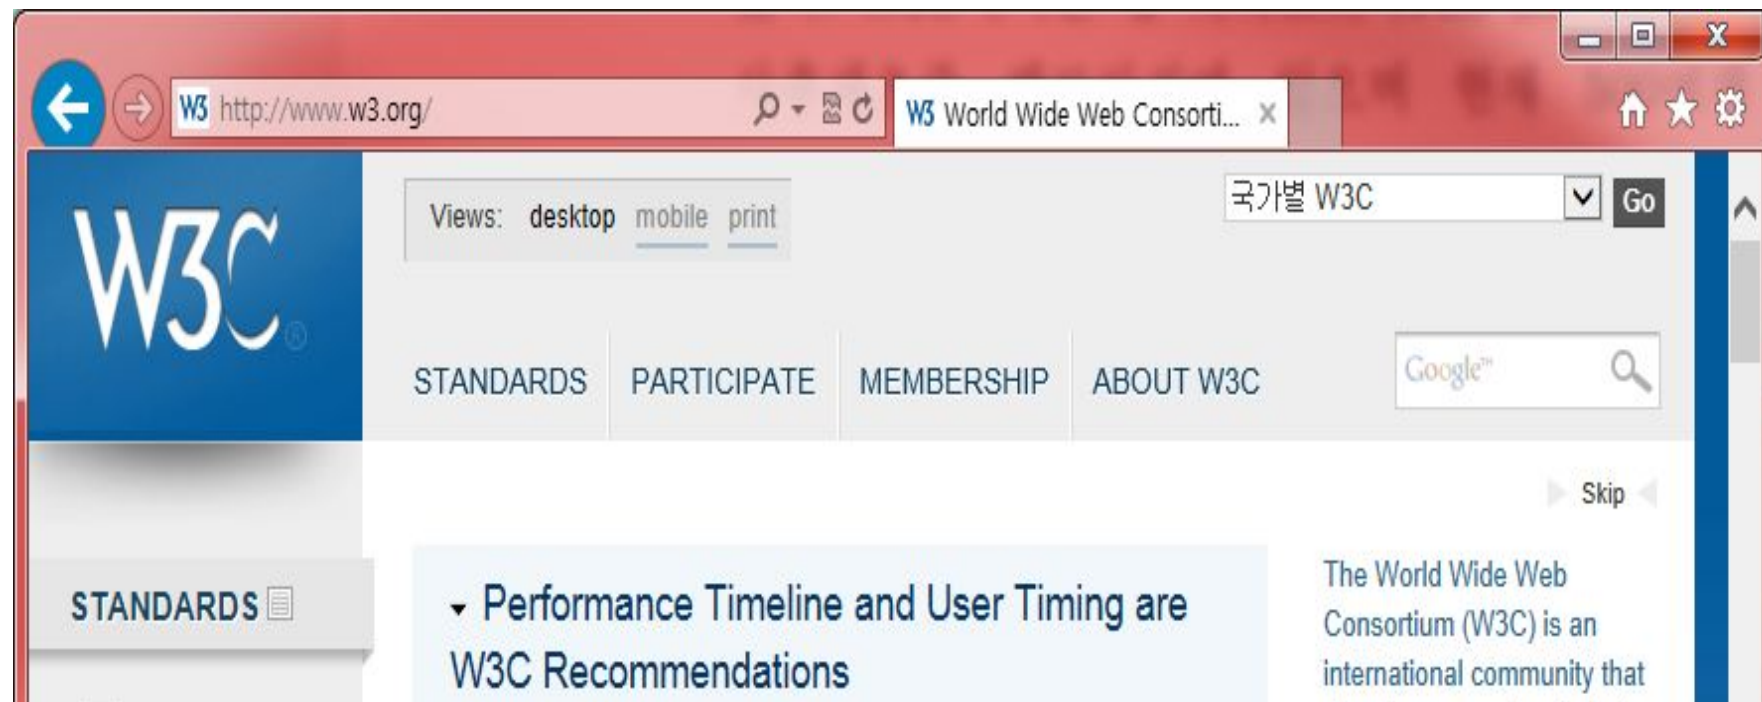 W3 http://www.w3.org/
W3 World Wide Web Consorti...
W3C®
Views: desktop mobile print
국가별 W3C
Go
STANDARDS PARTICIPATE MEMBERSHIP ABOUT W3C
Google™
Skip
STANDARDS
Performance Timeline and User Timing are
W3C Recommendations
The World Wide Web
Consortium (W3C) is an
international community that